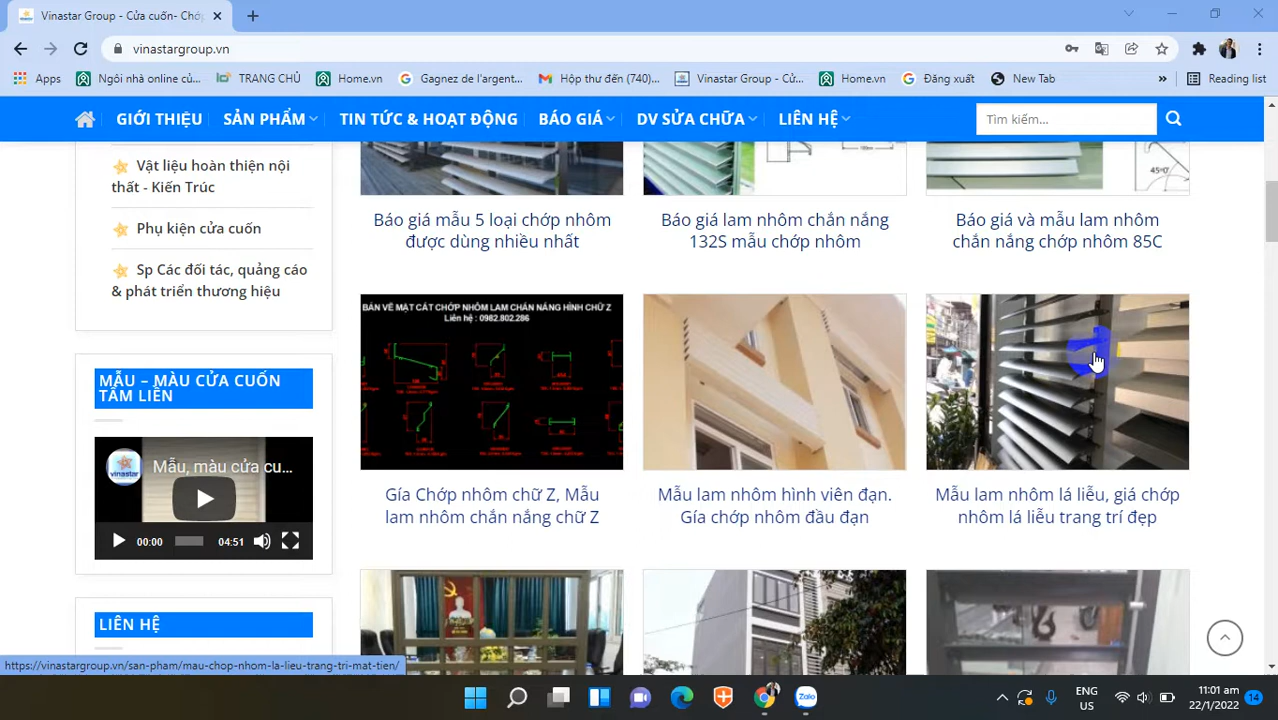 Vinastar Group - Cửa cuốn- Chố
vinastargroup.vn
Apps
Ngôi nhà online củ...
TRANG CHỦ
Home.vn
Gagnez de l'argent...
Hộp thư đến (740)...
Vinastar Group - Cử...
Home.vn
Đăng xuất
New Tab
»
Reading list
GIỚI THIỆU
SẢN PHẨM
TIN TỨC & HOẠT ĐỘNG
BÁO GIÁ
DV SỬA CHỮA
LIÊN HỆ
Tìm kiếm...
Vật liệu hoàn thiện nội
thất - Kiến Trúc
Phụ kiện cửa cuốn
Sp Các đối tác, quảng cáo
& phát triển thương hiệu
MẪU – MÀU CỬA CUỐN
TẤM LIỀN
vinastar
Mẫu, màu cửa cu...
00:00
04:51
LIÊN HỆ
45°
Báo giá mẫu 5 loại chớp nhôm
được dùng nhiều nhất
Báo giá lam nhôm chắn nắng
132S mẫu chớp nhôm
Báo giá và mẫu lam nhôm
chắn nắng chớp nhôm 85C
BẢN VẼ MẶT CẮT CHỚP NHÔM LAM CHẮN NẮNG HÌNH CHỮ Z
Liên hệ : 0982.802.286
Gía Chớp nhôm chữ Z, Mẫu
lam nhôm chắn nắng chữ Z
Mẫu lam nhôm hình viên đạn.
Gía chớp nhôm đầu đạn
Mẫu lam nhôm lá liễu, giá chớp
nhôm lá liễu trang trí đẹp
https://vinastargroup.vn/san-pham/mau-chop-nhom-la-lieu-trang-tri-mat-tien/
Zalo
ENG
US
11:01 am
22/1/2022
14